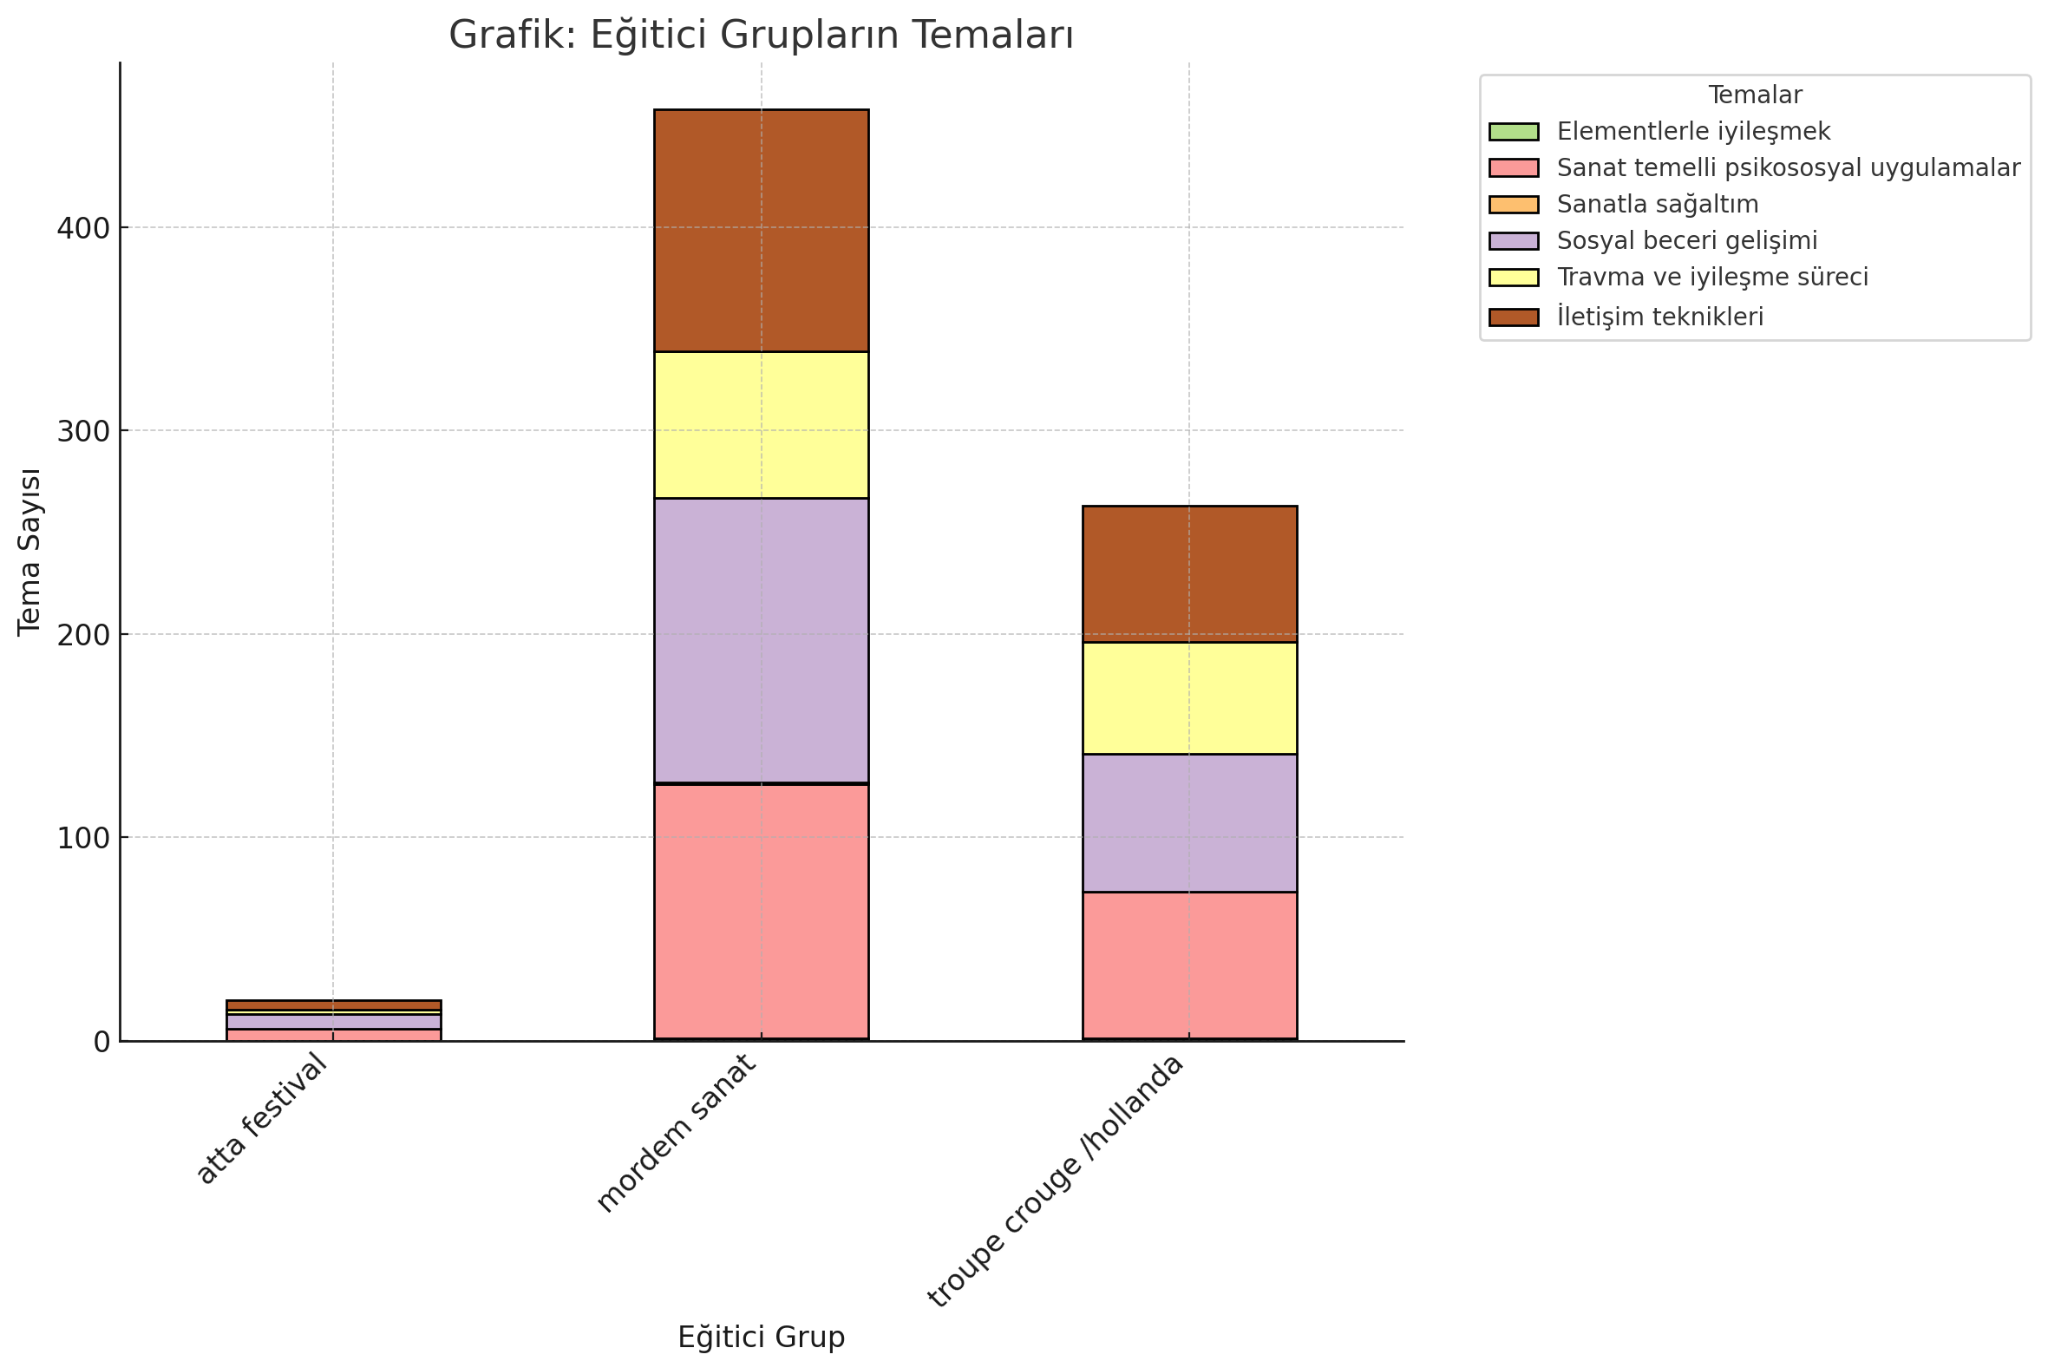 Grafik: Eğitici Grupların Temaları
Temalar
Elementlerle iyileşmek
Sanat temelli psikososyal uygulamalar
Sanatla sağaltım
Sosyal beceri gelişimi
Travma ve iyileşme süreci
İletişim teknikleri
Tema Sayısı
400
300
200
100
0
atta festival
mordem sanat
troupe crouge /hollanda
Eğitici Grup